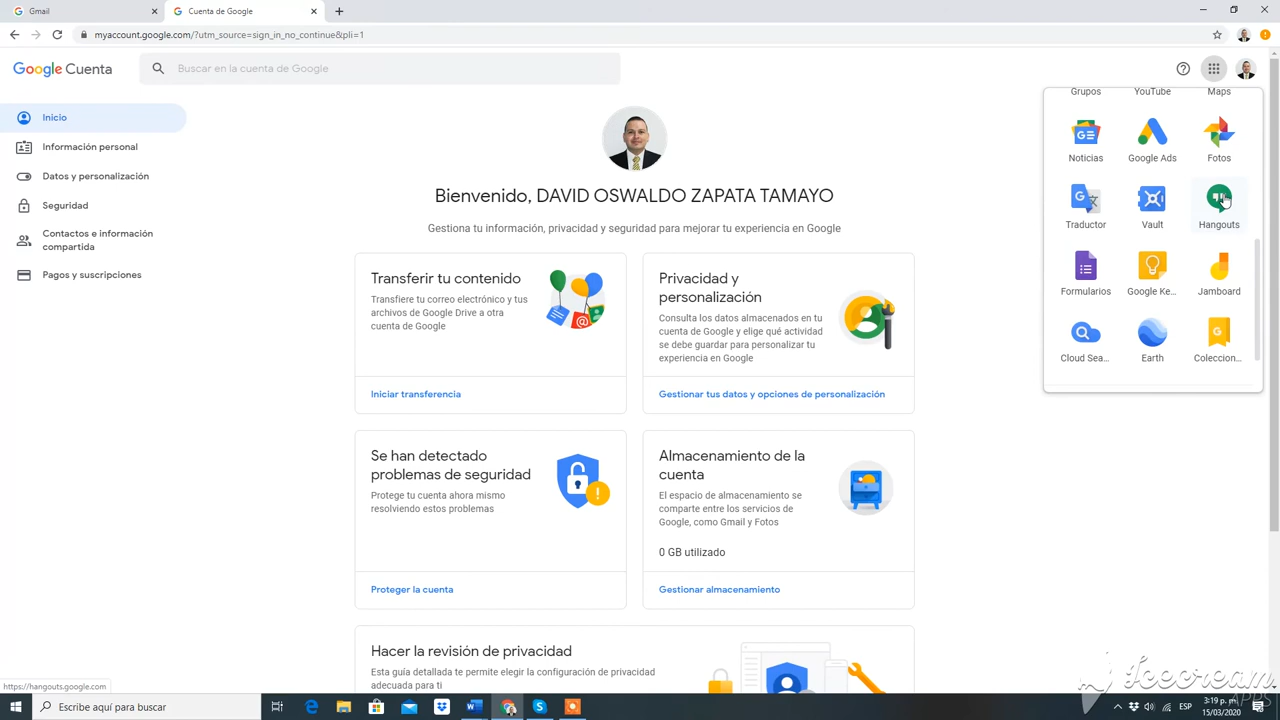 Gmail
Cuenta de Google
myaccount.google.com/?utm_source=sign_in_no_continue&pli=1
Google Cuenta
Buscar en la cuenta de Google
Inicio
Información personal
Datos y personalización
Seguridad
Contactos e información
compartida
Pagos y suscripciones
Bienvenido, DAVID OSWALDO ZAPATA TAMAYO
Gestiona tu información, privacidad y seguridad para mejorar tu experiencia en Google
Transferir tu contenido
Transfiere tu correo electrónico y tus
archivos de Google Drive a otra
cuenta de Google
Iniciar transferencia
Privacidad y
personalización
Consulta los datos almacenados en tu
cuenta de Google y elige qué actividad
se debe guardar para personalizar tu
experiencia en Google
Gestionar tus datos y opciones de personalización
Se han detectado
problemas de seguridad
Protege tu cuenta ahora mismo
resolviendo estos problemas
Proteger la cuenta
Almacenamiento de la
cuenta
El espacio de almacenamiento se
comparte entre los servicios de
Google, como Gmail y Fotos
0 GB utilizado
Gestionar almacenamiento
Hacer la revisión de privacidad
Esta guía detallada te permite elegir la configuración de privacidad
adecuada para ti
Grupos YouTube Maps
Noticias Google Ads Fotos
Traductor Vault Hangouts
Formularios Google Ke... Jamboard
Cloud Sea... Earth Coleccion...
https://hangouts.google.com
Icecream
APPS
Escribe aquí para buscar
ESP
3:19 p. m.
15/03/2020